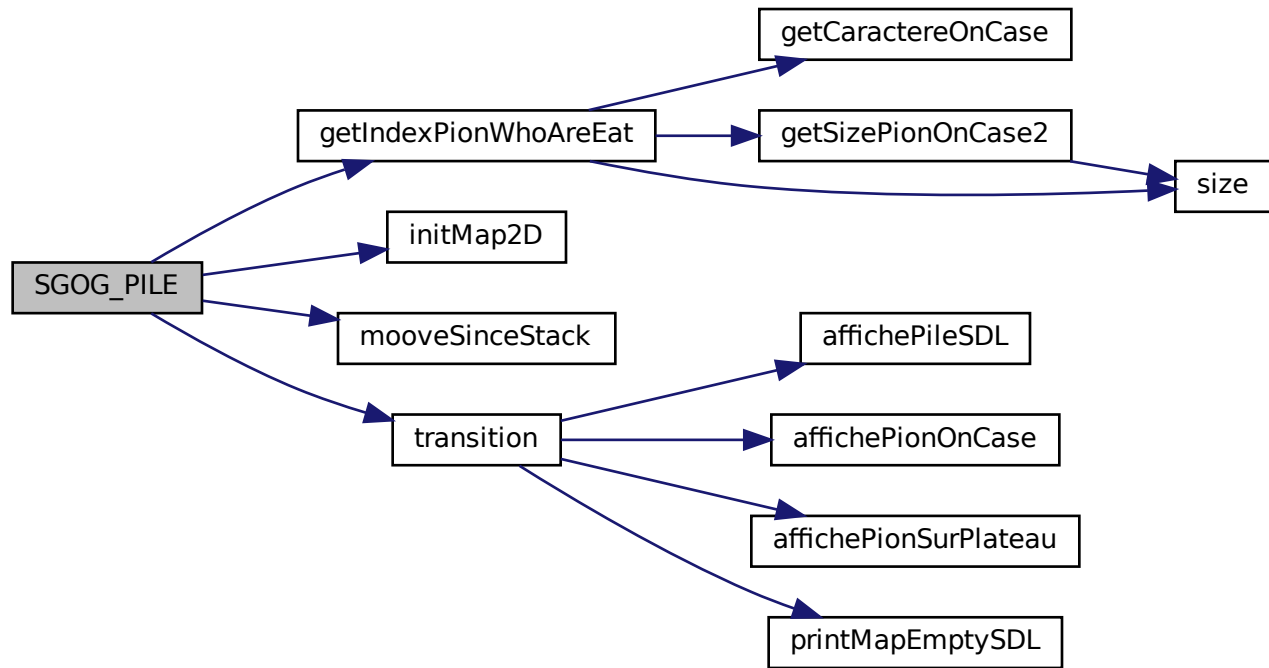 getCaractereOnCase
getIndexPionWhoAreEat
getSizePionOnCase2
size
initMap2D
SGOG_PILE
mooveSinceStack
affichePileSDL
transition
affichePionOnCase
affichePionSurPlateau
printMapEmptySDL